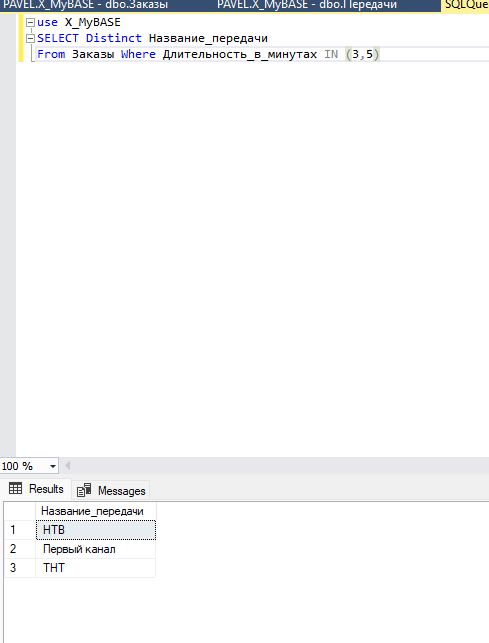 PAVEL.X_MyBASE - dbo.Заказы PAVEL.X_MyBASE - dbo.Передачи SQLQue
use X_MyBASE
SELECT Distinct Название_передачи
From Заказы Where Длительность_в_минутах IN (3,5)
100 %
Results Messages
Название_передачи
1 НТВ
2 Первый канал
3 ТНТ